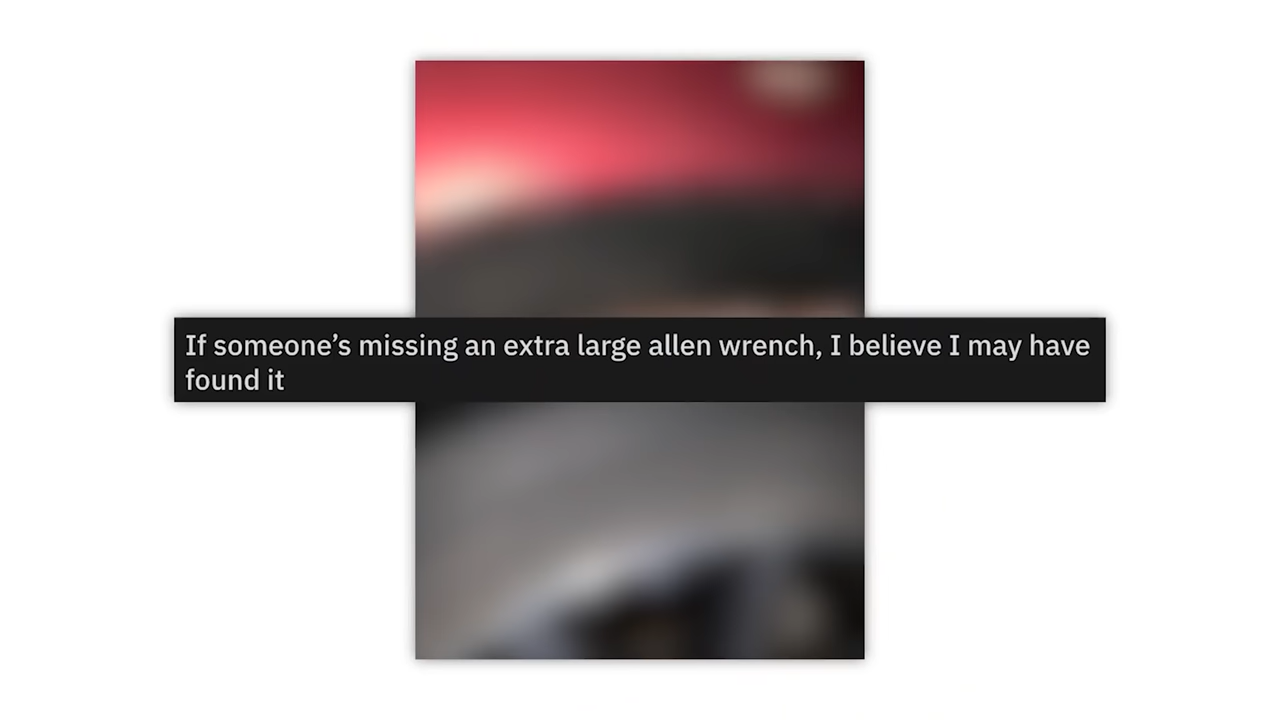 If someone’s missing an extra large allen wrench, I believe I may have
found it